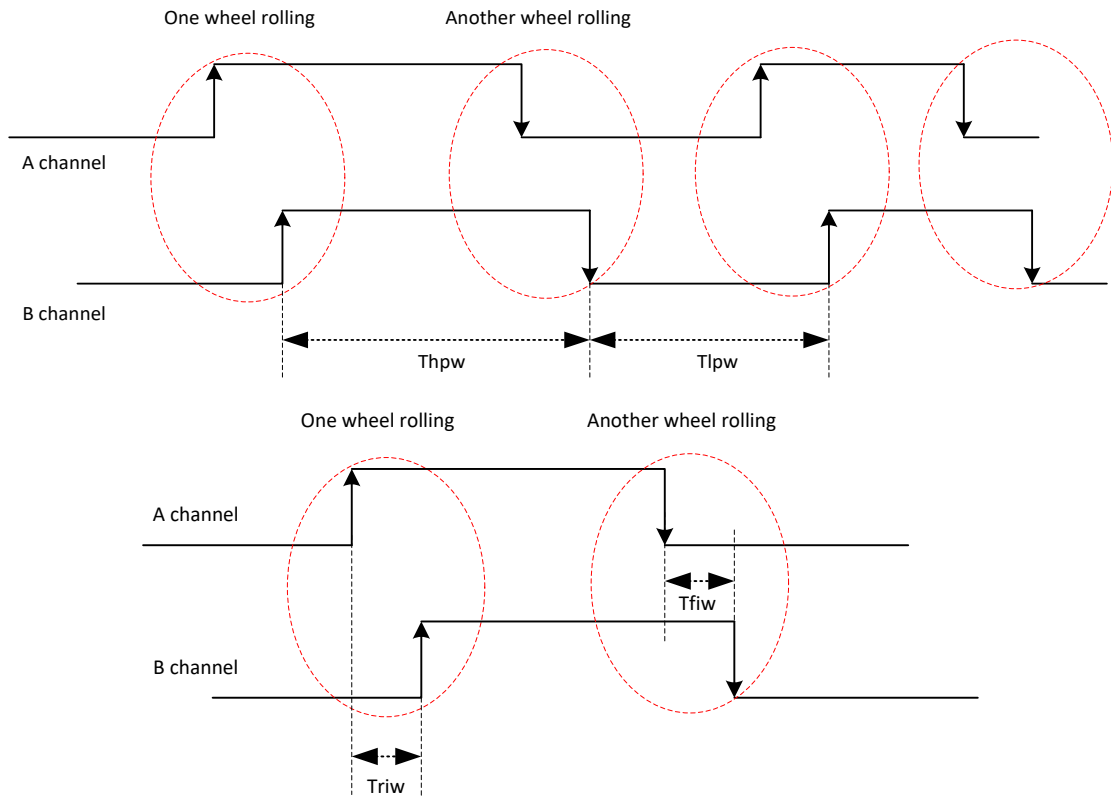 One wheel rolling
Another wheel rolling
A channel
B channel
Thpw
Tlpw
One wheel rolling
Another wheel rolling
A channel
Tfiw
B channel
Triw